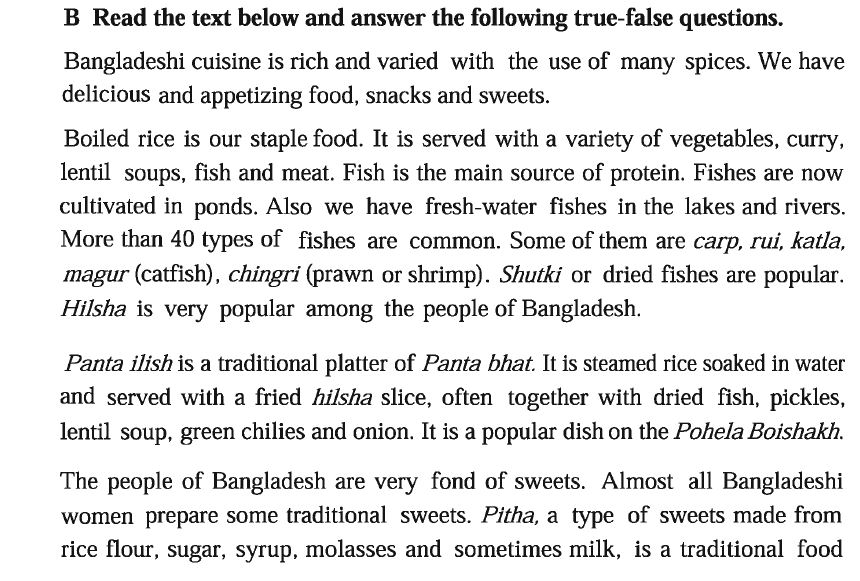 B Read the text below and answer the following true-false questions.
Bangladeshi cuisine is rich and varied with the use of many spices. We have
delicious and appetizing food, snacks and sweets.
Boiled rice is our staple food. It is served with a variety of vegetables, curry,
lentil soups, fish and meat. Fish is the main source of protein. Fishes are now
cultivated in ponds. Also we have fresh-water fishes in the lakes and rivers.
More than 40 types of fishes are common. Some of them are carp, rui, katla,
magur (catfish), chingri (prawn or shrimp). Shutki or dried fishes are popular.
Hilsha is very popular among the people of Bangladesh.
Panta ilish is a traditional platter of Panta bhat. It is steamed rice soaked in water
and served with a fried hilsha slice, often together with dried fish, pickles,
lentil soup, green chilies and onion. It is a popular dish on the Pohela Boishakh.
The people of Bangladesh are very fond of sweets. Almost all Bangladeshi
women prepare some traditional sweets. Pitha, a type of sweets made from
rice flour, sugar, syrup, molasses and sometimes milk, is a traditional food